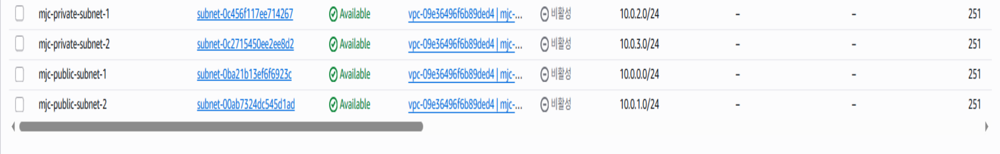 mjc-private-subnet-1 subnet-0c456f117ee714267 Available vpc-09e36496f6b89ded4 | mjc-... 비활성 10.0.2.0/24 – – 251
mjc-private-subnet-2 subnet-0c2715450ee2ee8d2 Available vpc-09e36496f6b89ded4 | mjc-... 비활성 10.0.3.0/24 – – 251
mjc-public-subnet-1 subnet-0ba21b13ef6f6923c Available vpc-09e36496f6b89ded4 | mjc-... 비활성 10.0.0.0/24 – – 251
mjc-public-subnet-2 subnet-00ab7324dc545d1ad Available vpc-09e36496f6b89ded4 | mjc-... 비활성 10.0.1.0/24 – – 251